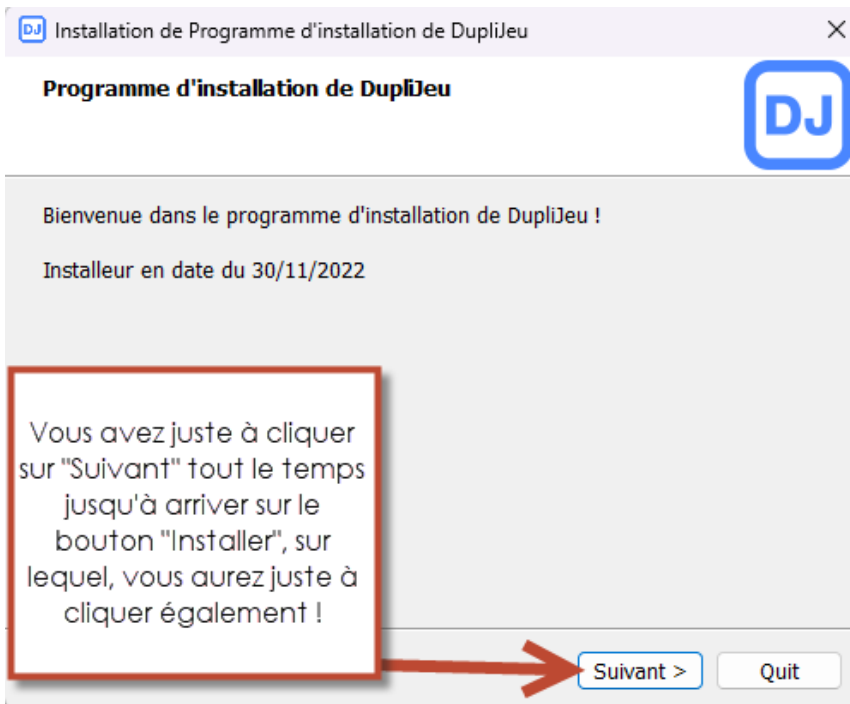 DJ Installation de Programme d'installation de DupliJeu
Programme d'installation de DupliJeu
DJ
Bienvenue dans le programme d'installation de DupliJeu !
Installeur en date du 30/11/2022
Vous avez juste à cliquer
sur "Suivant" tout le temps
jusqu'à arriver sur le
bouton "Installer", sur
lequel, vous aurez juste à
cliquer également !
Suivant > Quit